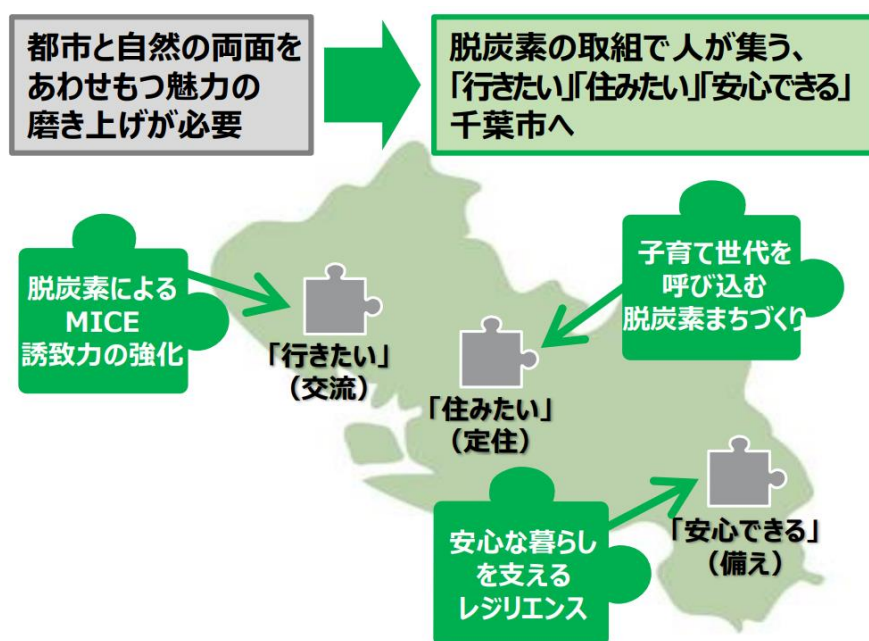 都市と自然の両面を
あわせもつ魅力の
磨き上げが必要
脱炭素の取組で人が集う、
「行きたい」「住みたい」「安心できる」
千葉市へ
脱炭素による
MICE
誘致力の強化
子育て世代を
呼び込む
脱炭素まちづくり
「行きたい」
（交流）
「住みたい」
（定住）
安心な暮らし
を支える
レジリエンス
「安心できる」
（備え）